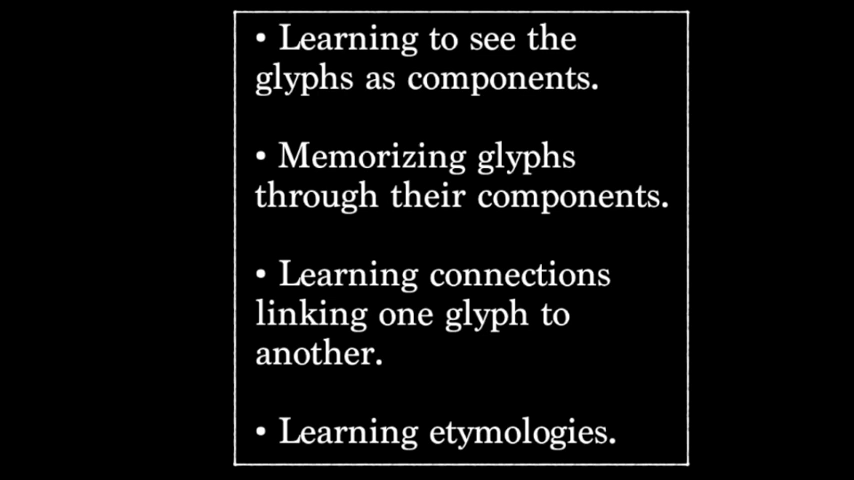 • Learning to see the
glyphs as components.
• Memorizing glyphs
through their components.
• Learning connections
linking one glyph to
another.
• Learning etymologies.